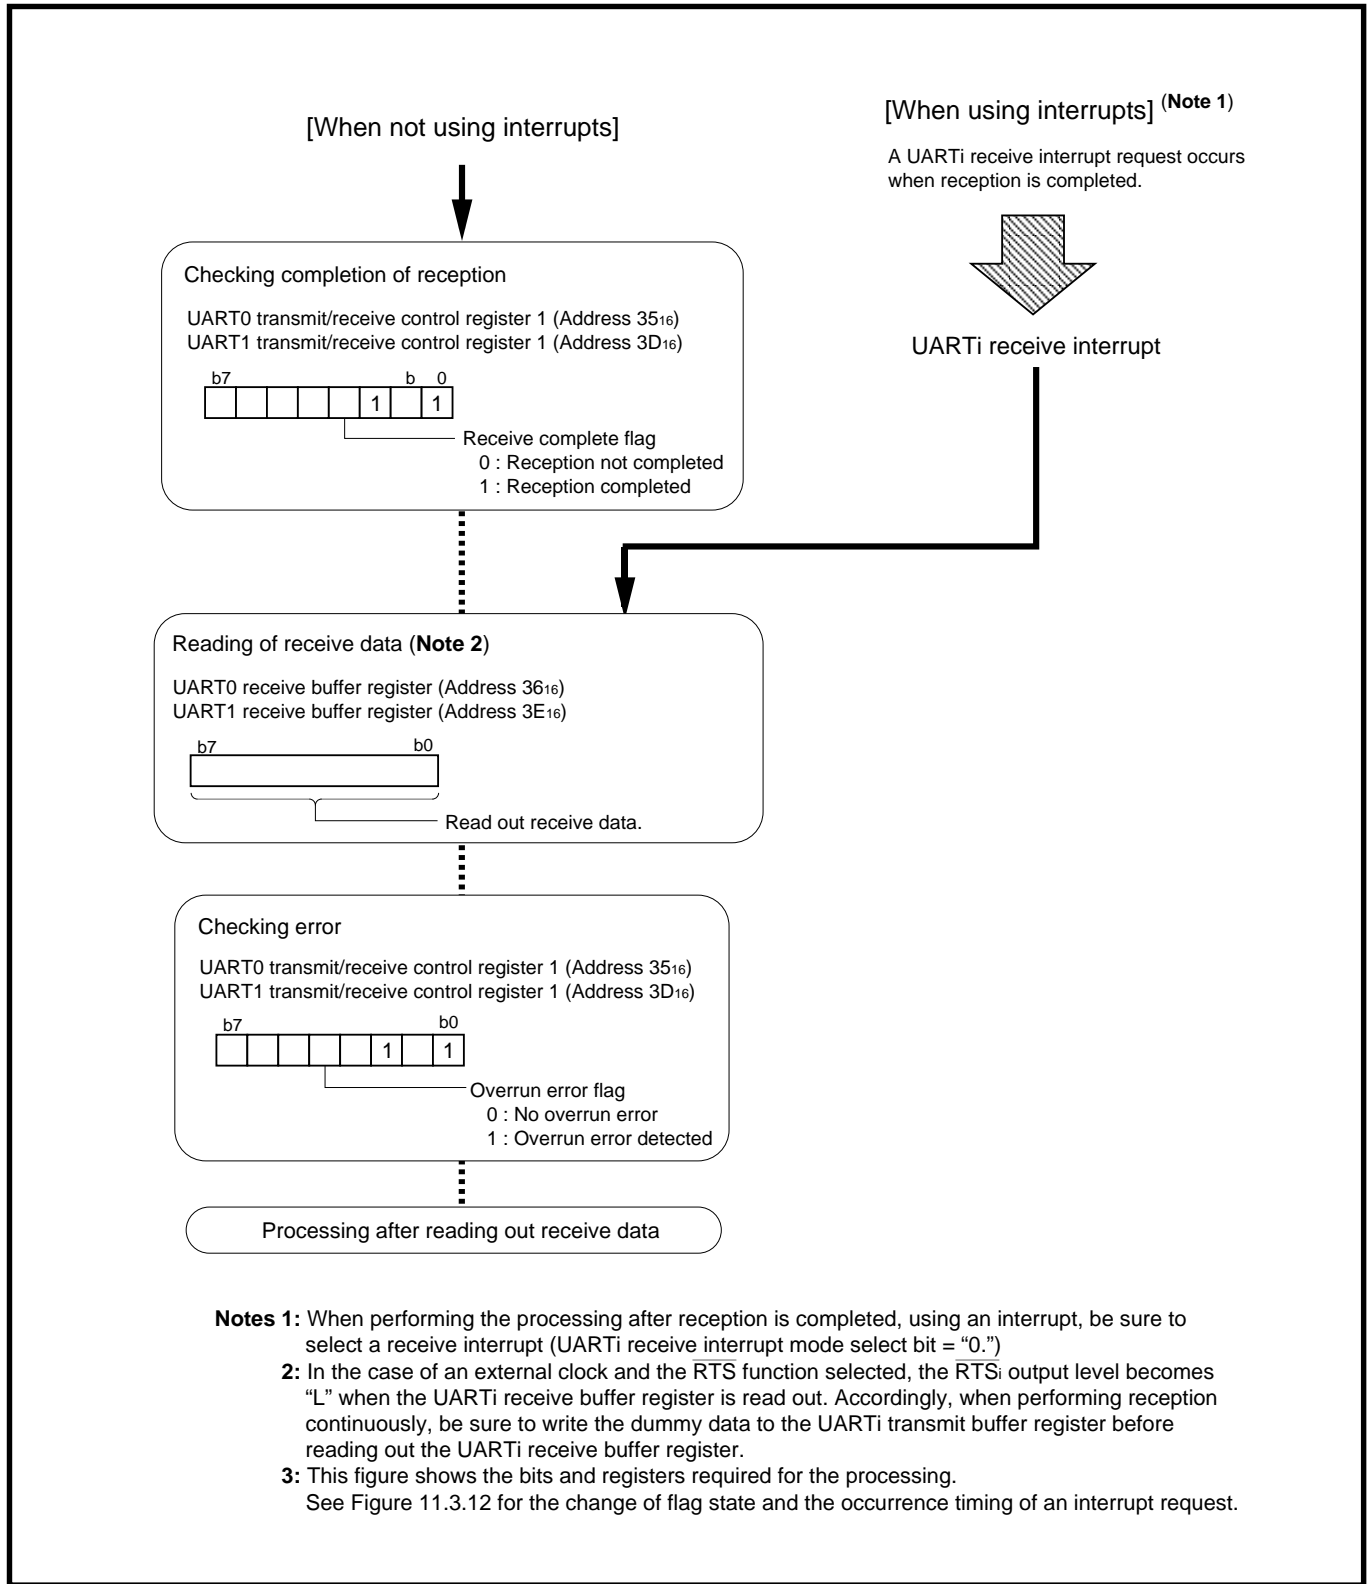 [When not using interrupts]
[When using interrupts] (Note 1)
A UARTi receive interrupt request occurs
when reception is completed.
UARTi receive interrupt
Checking completion of reception
UART0 transmit/receive control register 1 (Address 3516)
UART1 transmit/receive control register 1 (Address 3D16)
b7 b 0
1 1
Receive complete flag
0 : Reception not completed
1 : Reception completed
Reading of receive data (Note 2)
UART0 receive buffer register (Address 3616)
UART1 receive buffer register (Address 3E16)
b7 b0
Read out receive data.
Checking error
UART0 transmit/receive control register 1 (Address 3516)
UART1 transmit/receive control register 1 (Address 3D16)
b7 b0
1 1
Overrun error flag
0 : No overrun error
1 : Overrun error detected
Processing after reading out receive data
Notes 1: When performing the processing after reception is completed, using an interrupt, be sure to
select a receive interrupt (UARTi receive interrupt mode select bit = “0.”)
2: In the case of an external clock and the RTS function selected, the RTSi output level becomes
“L” when the UARTi receive buffer register is read out. Accordingly, when performing reception
continuously, be sure to write the dummy data to the UARTi transmit buffer register before
reading out the UARTi receive buffer register.
3: This figure shows the bits and registers required for the processing.
See Figure 11.3.12 for the change of flag state and the occurrence timing of an interrupt request.